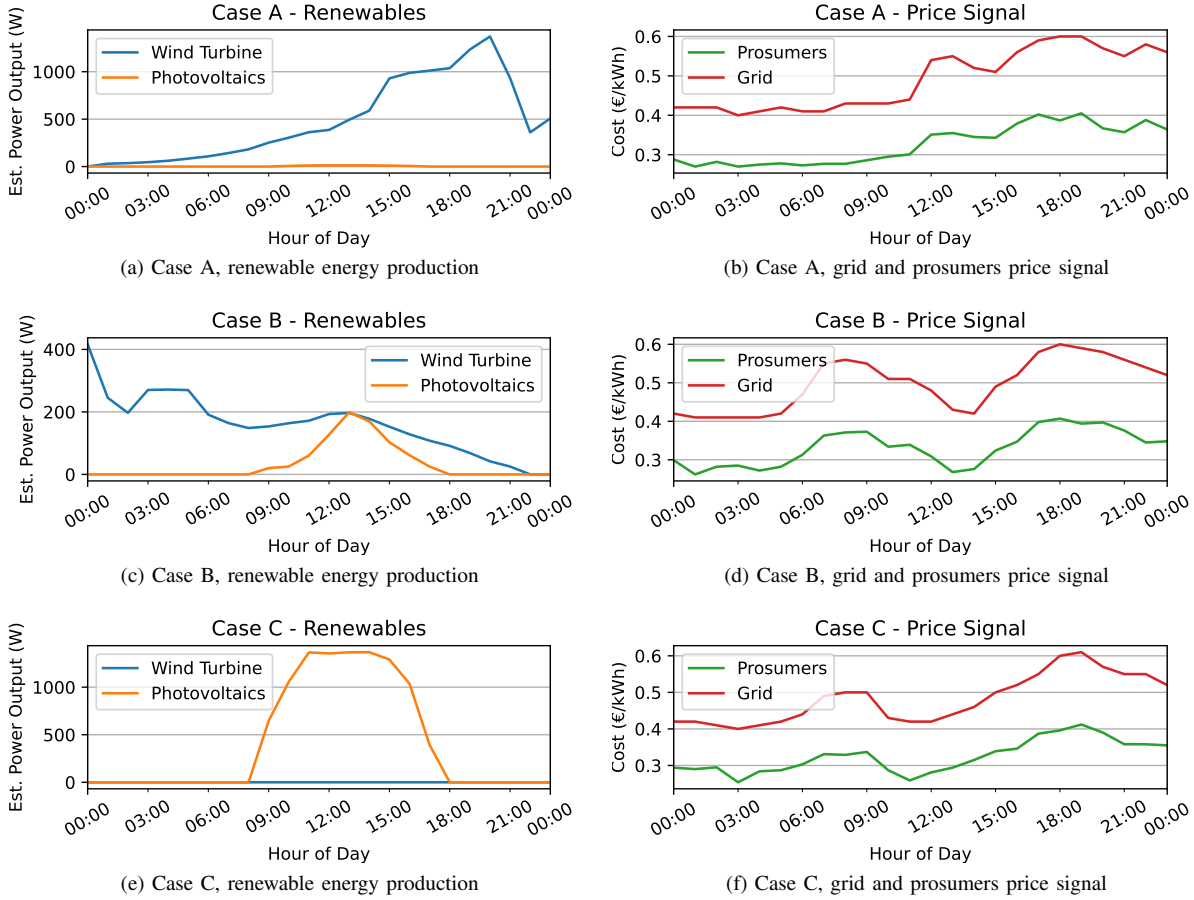 Case A - Renewables
Est. Power Output (W)
1000
500
0
Wind Turbine
Photovoltaics
00:00 03:00 06:00 09:00 12:00 15:00 18:00 21:00 00:00
Hour of Day
(a) Case A, renewable energy production
Case A - Price Signal
Cost (€/kWh)
0.6
0.5
0.4
0.3
Prosumers
Grid
00:00 03:00 06:00 09:00 12:00 15:00 18:00 21:00 00:00
Hour of Day
(b) Case A, grid and prosumers price signal
Case B - Renewables
Est. Power Output (W)
400
200
0
Wind Turbine
Photovoltaics
00:00 03:00 06:00 09:00 12:00 15:00 18:00 21:00 00:00
Hour of Day
(c) Case B, renewable energy production
Case B - Price Signal
Cost (€/kWh)
0.6
0.5
0.4
0.3
Prosumers
Grid
00:00 03:00 06:00 09:00 12:00 15:00 18:00 21:00 00:00
Hour of Day
(d) Case B, grid and prosumers price signal
Case C - Renewables
Est. Power Output (W)
1000
500
0
Wind Turbine
Photovoltaics
00:00 03:00 06:00 09:00 12:00 15:00 18:00 21:00 00:00
Hour of Day
(e) Case C, renewable energy production
Case C - Price Signal
Cost (€/kWh)
0.6
0.5
0.4
0.3
Prosumers
Grid
00:00 03:00 06:00 09:00 12:00 15:00 18:00 21:00 00:00
Hour of Day
(f) Case C, grid and prosumers price signal